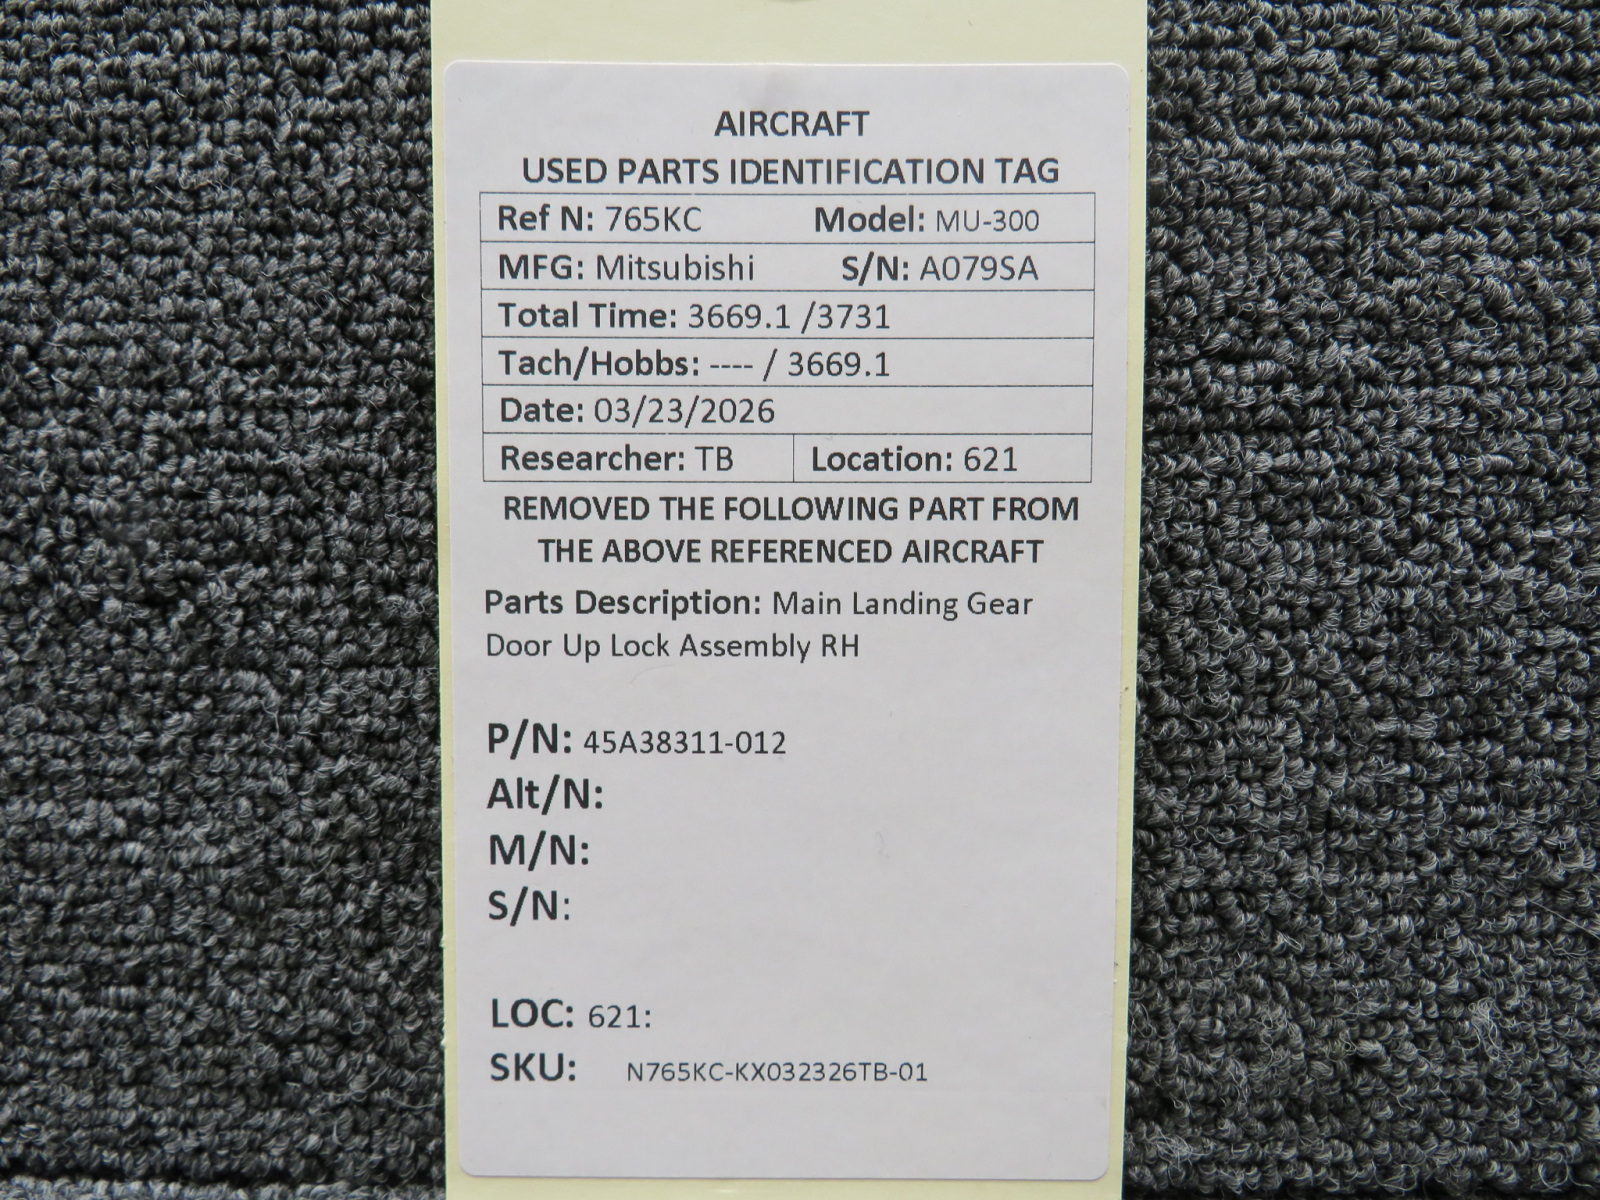 AIRCRAFT
USED PARTS IDENTIFICATION TAG
Ref N: 765KC Model: MU-300
MFG: Mitsubishi S/N: A079SA
Total Time: 3669.1 /3731
Tach/Hobbs: ---- / 3669.1
Date: 03/23/2026
Researcher: TB Location: 621
REMOVED THE FOLLOWING PART FROM
THE ABOVE REFERENCED AIRCRAFT
Parts Description: Main Landing Gear
Door Up Lock Assembly RH
P/N: 45A38311-012
Alt/N:
M/N:
S/N:
LOC: 621:
SKU: N765KC-KX032326TB-01